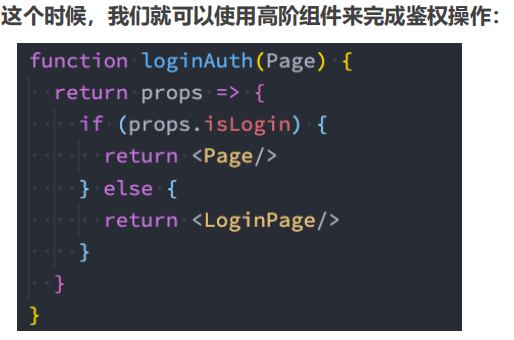 这个时候，我们就可以使用高阶组件来完成鉴权操作：
function loginAuth(Page) {
  return props => {
    if (props.isLogin) {
      return <Page/>
    } else {
      return <LoginPage/>
    }
  }
}